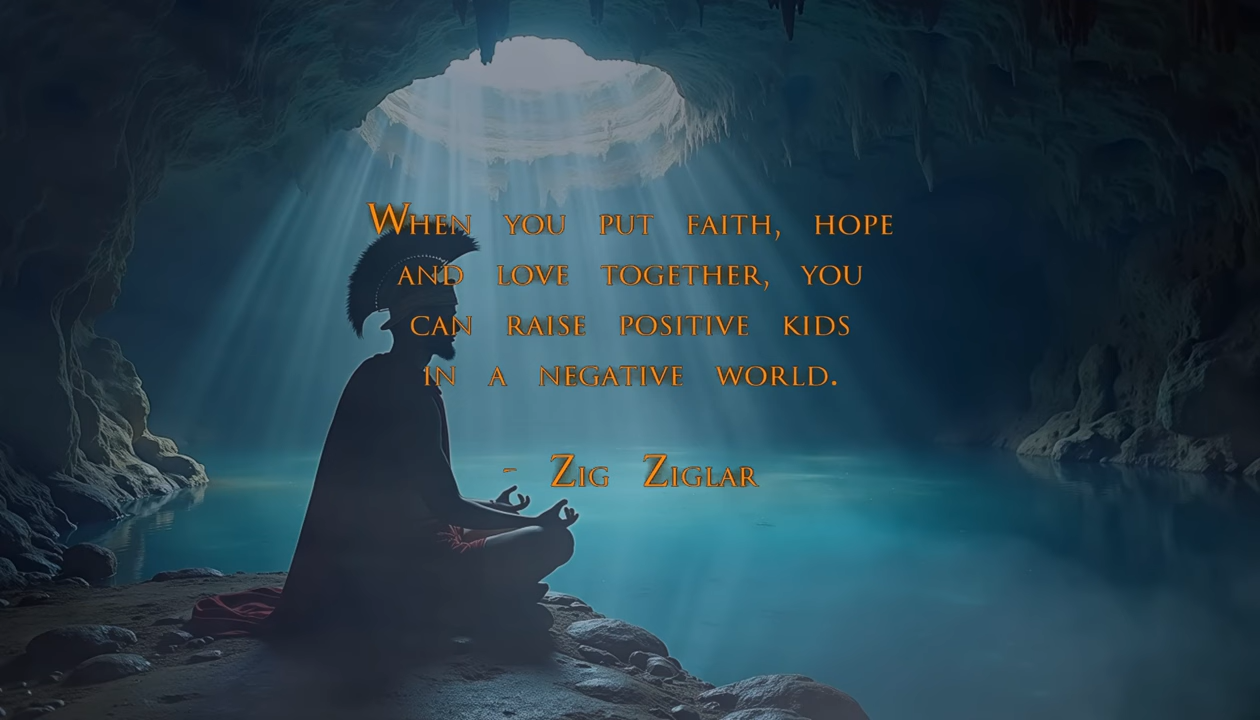 When you put faith, hope
and love together, you
can raise positive kids
in a negative world.
~ Zig Ziglar